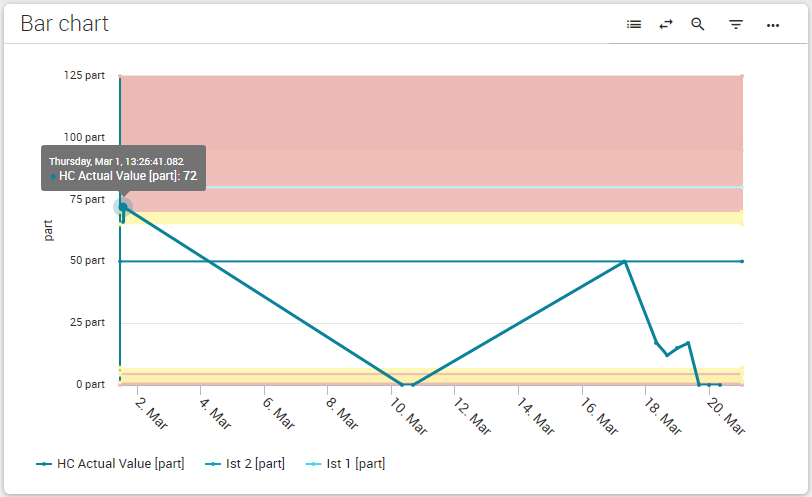 Bar chart
125 part
100 part
Thursday, Mar 1, 13:26:41.082
HC Actual Value [part]: 72
75 part
part
50 part
25 part
0 part
2. Mar
4. Mar
6. Mar
8. Mar
10. Mar
12. Mar
14. Mar
16. Mar
18. Mar
20. Mar
HC Actual Value [part]
Ist 2 [part]
Ist 1 [part]